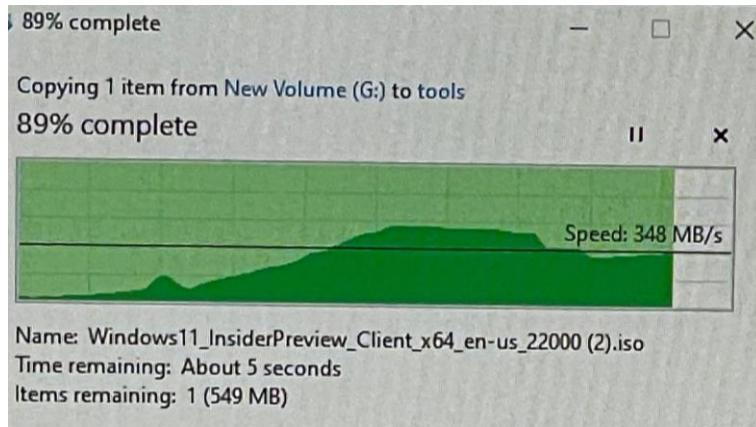 89% complete
Copying 1 item from New Volume (G:) to tools
89% complete
Speed: 348 MB/s
Name: Windows11_InsiderPreview_Client_x64_en-us_22000 (2).iso
Time remaining: About 5 seconds
Items remaining: 1 (549 MB)